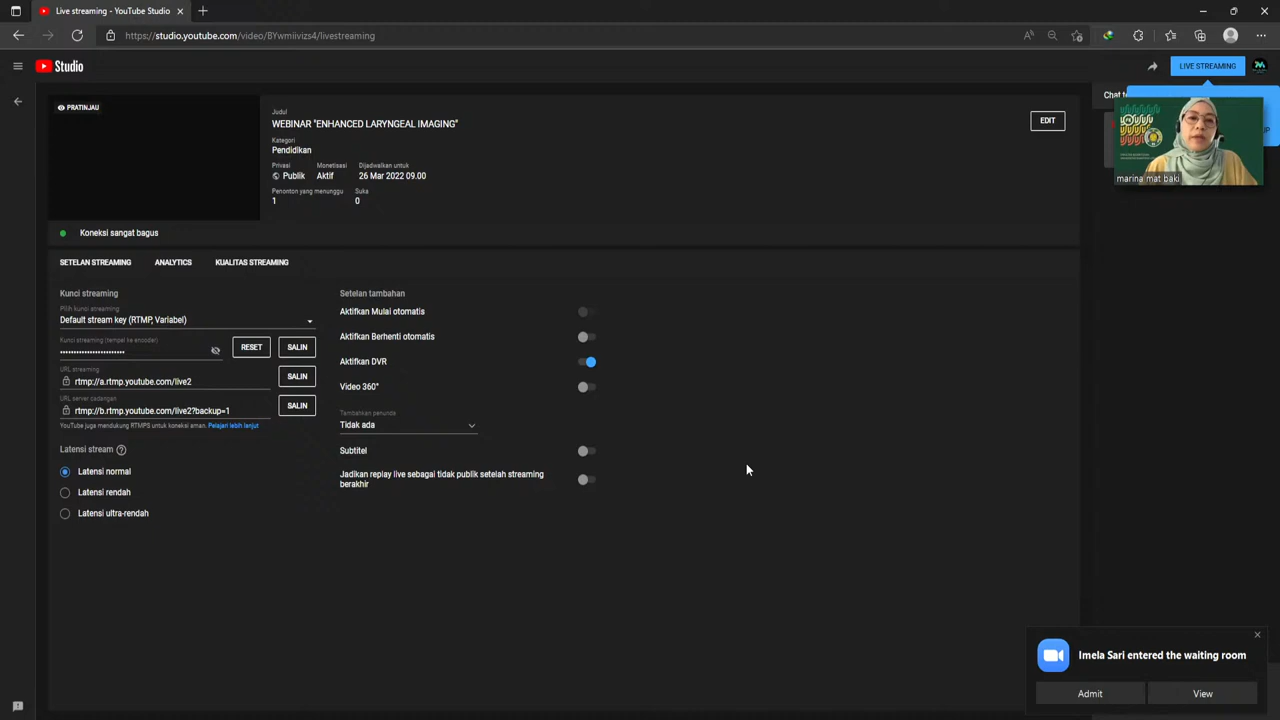 Live streaming - YouTube Studio
https://studio.youtube.com/video/BYwmiivizs4/livestreaming
Studio
LIVE STREAMING
PRATINJAU
Judul
WEBINAR "ENHANCED LARYNGEAL IMAGING"
Kategori
Pendidikan
Privasi
Monetisasi
Dijadwalkan untuk
Publik
Aktif
26 Mar 2022 09.00
Penonton yang menunggu
Suka
1
0
EDIT
marina mat baki
Koneksi sangat bagus
SETELAN STREAMING
ANALYTICS
KUALITAS STREAMING
Kunci streaming
Pilih kunci streaming
Default stream key (RTMP, Variabel)
Kunci streaming (tempel ke encoder)
••••••••••••••••••••••••
RESET
SALIN
URL streaming
rtmp://a.rtmp.youtube.com/live2
SALIN
URL server cadangan
rtmp://b.rtmp.youtube.com/live2?backup=1
SALIN
YouTube juga mendukung RTMPS untuk koneksi aman. Pelajari lebih lanjut
Latensi stream
Latensi normal
Latensi rendah
Latensi ultra-rendah
Setelan tambahan
Aktifkan Mulai otomatis
Aktifkan Berhenti otomatis
Aktifkan DVR
Video 360°
Tambahkan penunda
Tidak ada
Subtitel
Jadikan replay live sebagai tidak publik setelah streaming
berakhir
Imela Sari entered the waiting room
Admit
View